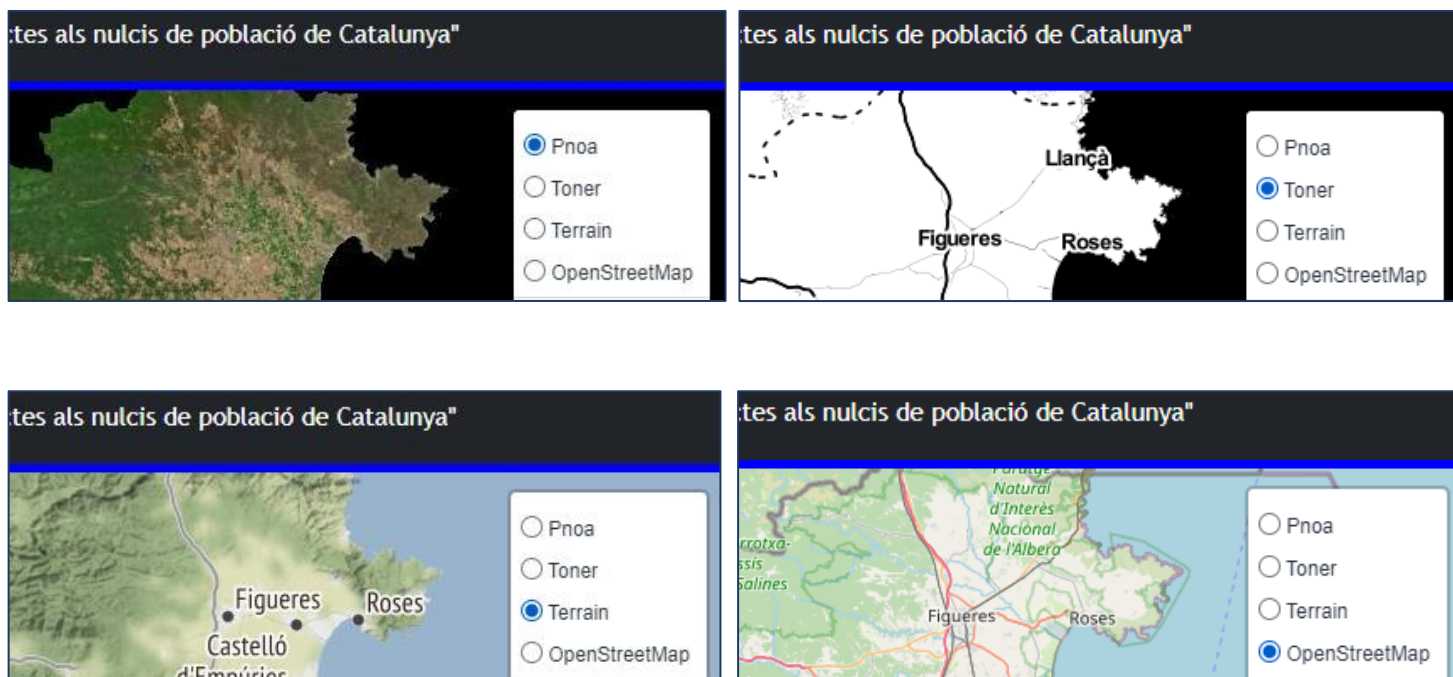 tes als nulcis de població de Catalunya"
Pnoa
Toner
Terrain
OpenStreetMap
tes als nulcis de població de Catalunya"
Llançà
Figueres
Roses
Pnoa
Toner
Terrain
OpenStreetMap
tes als nulcis de població de Catalunya"
Figueres
Roses
Castelló
d'Empúries
Pnoa
Toner
Terrain
OpenStreetMap
tes als nulcis de població de Catalunya"
Natural
d'Interès
Nacional
de l'Albera
Salines
Figueres
Roses
Pnoa
Toner
Terrain
OpenStreetMap